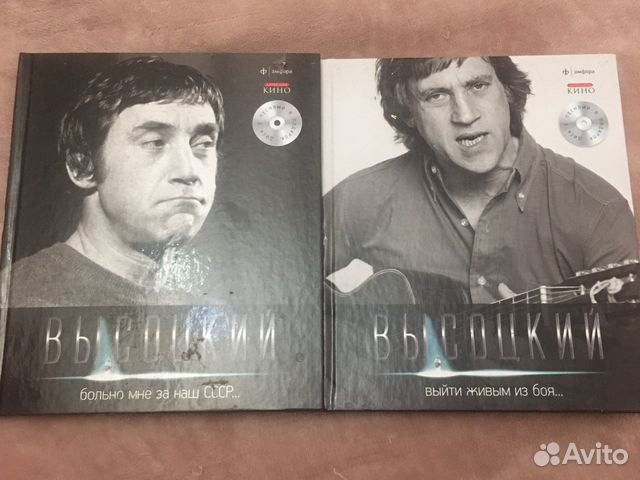 амфора
КИНО
ВЫСОЦКИЙ
больно мне за наш СССР...
амфора
КИНО
ВЫСОЦКИЙ
выйти живым из боя...
Avito